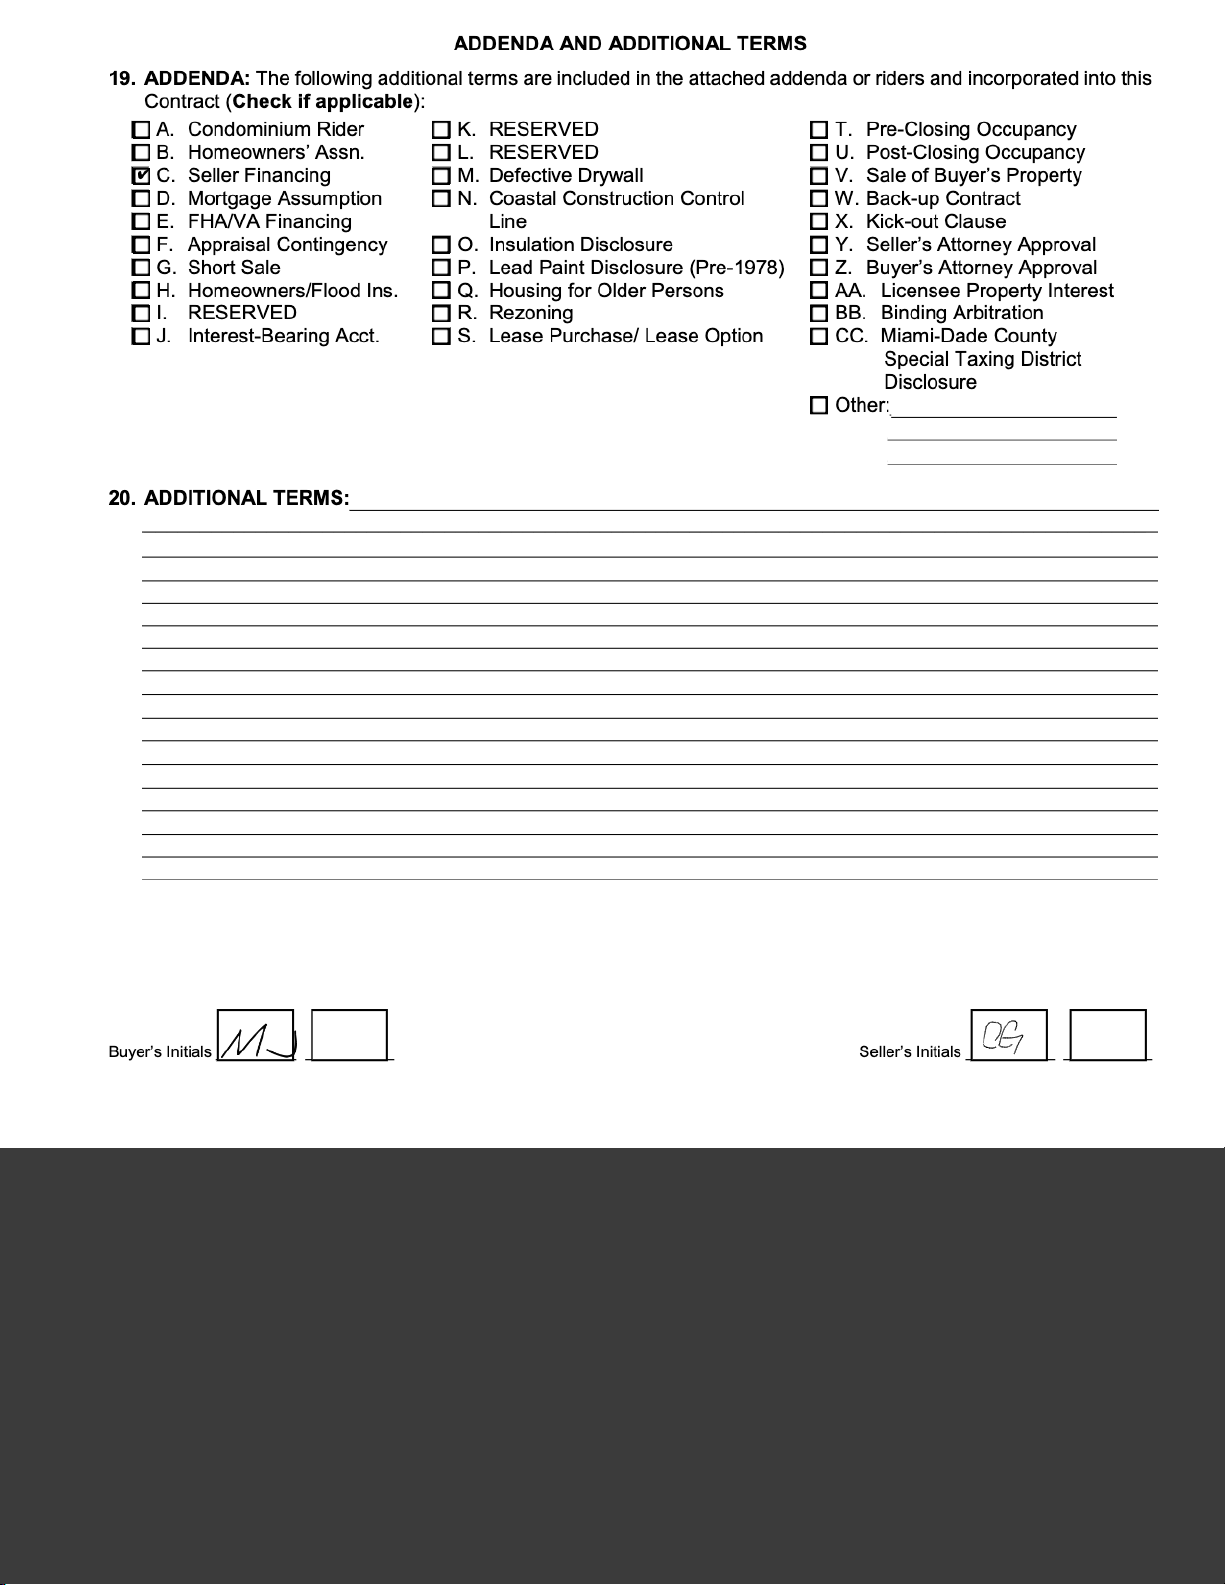 ADDENDA AND ADDITIONAL TERMS
19. ADDENDA: The following additional terms are included in the attached addenda or riders and incorporated into this
Contract (Check if applicable):
A. Condominium Rider
B. Homeowners' Assn.
C. Seller Financing
D. Mortgage Assumption
E. FHA/VA Financing
F. Appraisal Contingency
G. Short Sale
H. Homeowners/Flood Ins.
I. RESERVED
J. Interest-Bearing Acct.
K. RESERVED
L. RESERVED
M. Defective Drywall
N. Coastal Construction Control
Line
O. Insulation Disclosure
P. Lead Paint Disclosure (Pre-1978)
Q. Housing for Older Persons
R. Rezoning
S. Lease Purchase/ Lease Option
T. Pre-Closing Occupancy
U. Post-Closing Occupancy
V. Sale of Buyer's Property
W. Back-up Contract
X. Kick-out Clause
Y. Seller's Attorney Approval
Z. Buyer's Attorney Approval
AA. Licensee Property Interest
BB. Binding Arbitration
CC. Miami-Dade County
Special Taxing District
Disclosure
Other:
20. ADDITIONAL TERMS:
Buyer's Initials
Seller's Initials